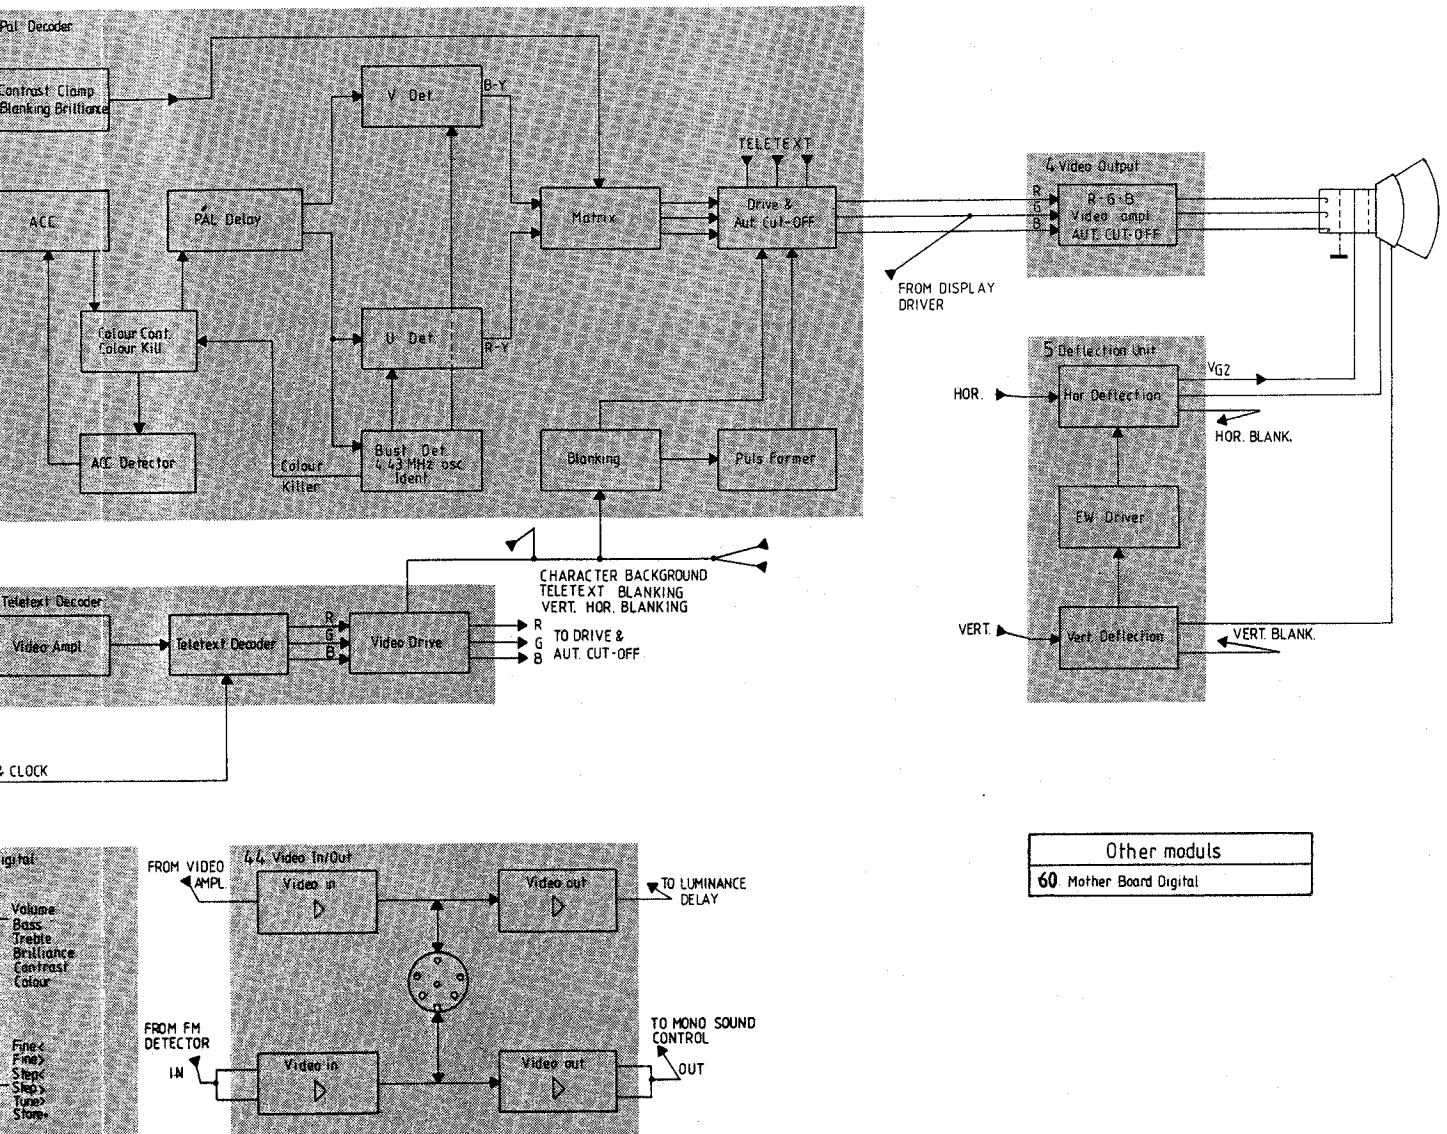 Pal Decoder
Contrast Clamp
Blanking Brilliance
V Det.
B-Y
TELETEXT
4 Video Output
ACC
PAL Delay
Matrix
Drive &
Aut. Cut-OFF
R
G
B
R-G-B
Video ampl
AUT. CUT-OFF
FROM DISPLAY
DRIVER
Colour Cont.
Colour Kill.
U Det.
R-Y
5 Deflection Unit
VG2
HOR.
Hor Deflection
HOR. BLANK.
ACC Detector
Colour
Killer
Bust Det
4.43 MHz osc
Ident
Blanking
Puls Former
EW Driver
CHARACTER BACKGROUND
TELETEXT BLANKING
VERT. HOR. BLANKING
Teletext Decoder
Video Ampl
Teletext Decoder
R
G
B
Video Drive
R
G
B
TO DRIVE &
AUT. CUT-OFF
VERT.
Vert Deflection
VERT. BLANK.
& CLOCK
Other moduls
60 Mother Board Digital
igital
Volume
Bass
Treble
Brilliance
Contrast
Colour
Fine<
Fine>
Step<
Step>
Tune>
Store•
FROM VIDEO
AMPL.
44 Video In/Out
Video in
Video out
TO LUMINANCE
DELAY
FROM FM
DETECTOR
IN
Video in
Video out
TO MONO SOUND
CONTROL
OUT